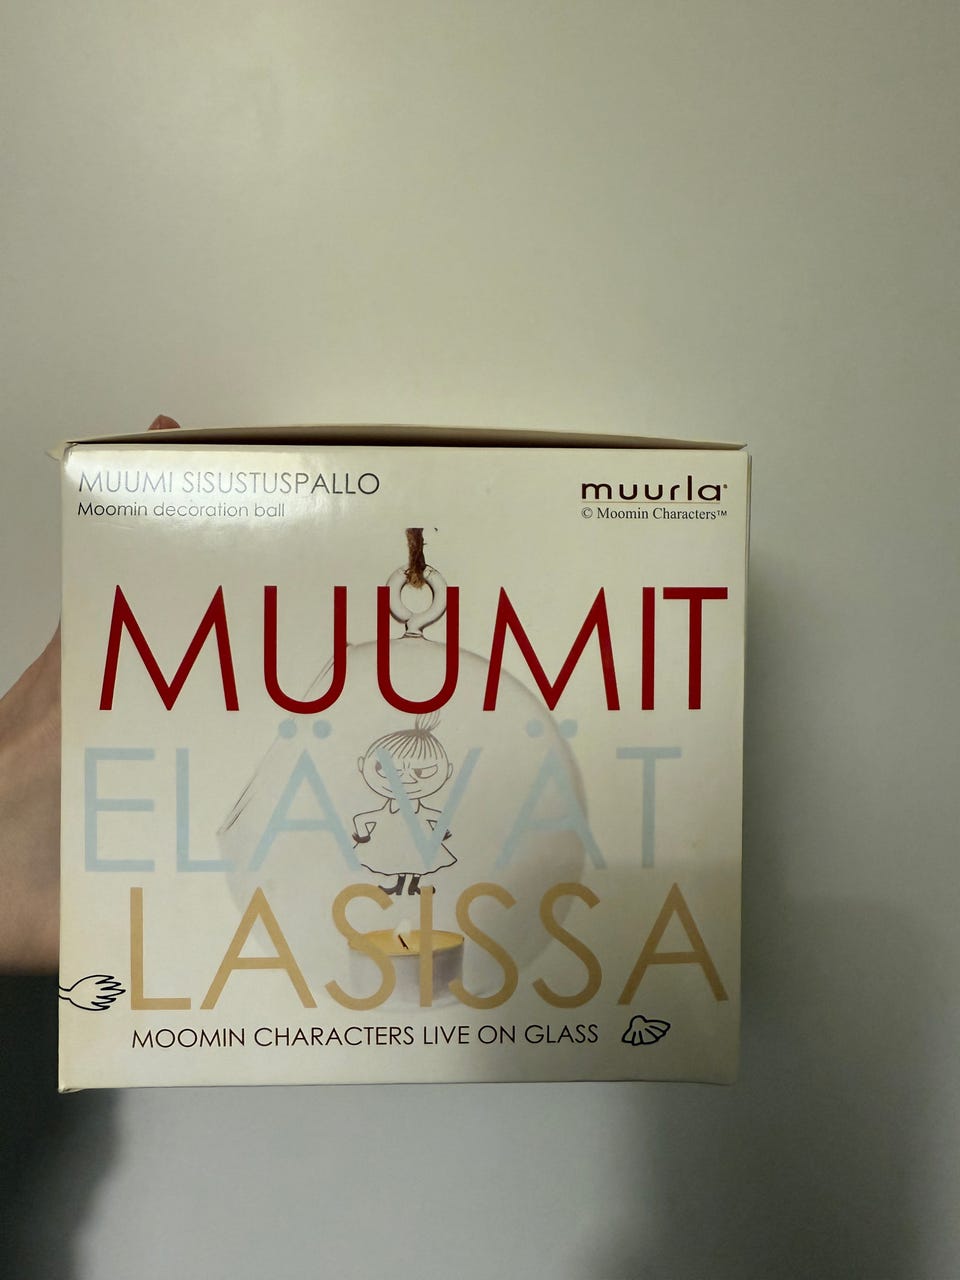 MUUMI SISUSTUSPALLO
Moomin decoration ball
muurla®
© Moomin Characters™
MUUMIT
ELÄVÄT
LASISSA
MOOMIN CHARACTERS LIVE ON GLASS